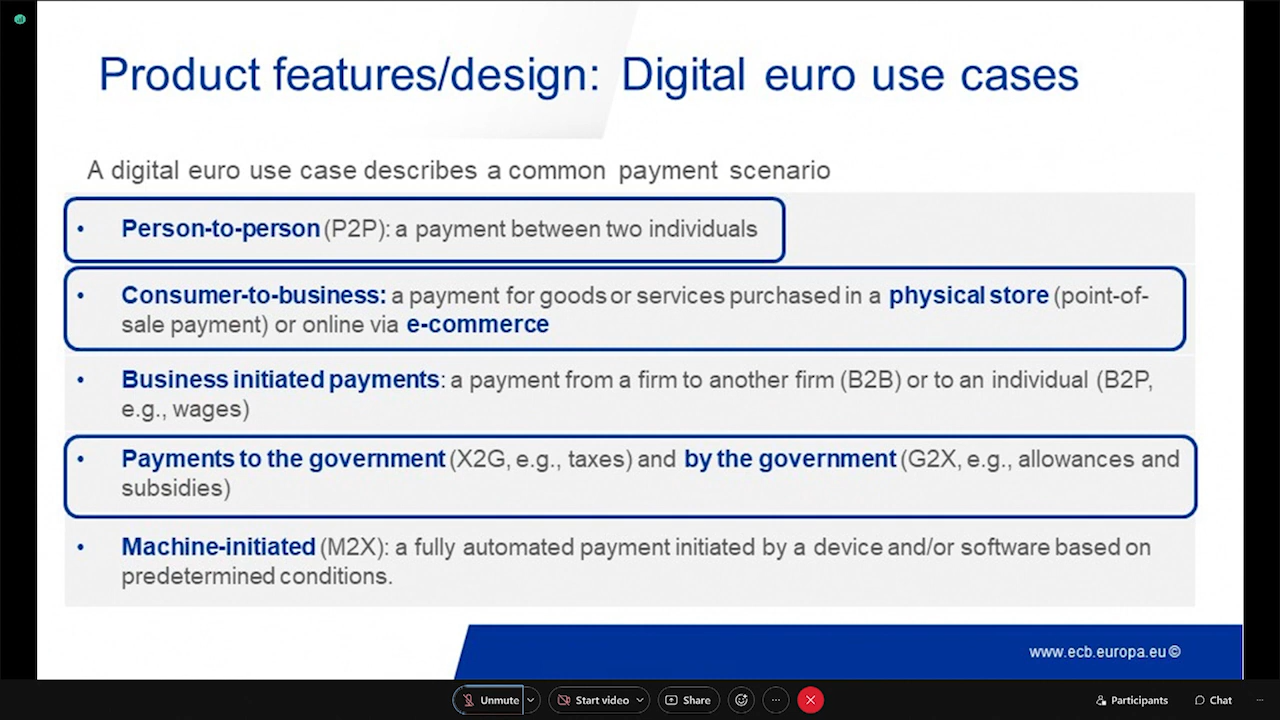 Product features/design: Digital euro use cases
A digital euro use case describes a common payment scenario
• Person-to-person (P2P): a payment between two individuals
• Consumer-to-business: a payment for goods or services purchased in a physical store (point-of-
sale payment) or online via e-commerce
• Business initiated payments: a payment from a firm to another firm (B2B) or to an individual (B2P,
e.g., wages)
• Payments to the government (X2G, e.g., taxes) and by the government (G2X, e.g., allowances and
subsidies)
• Machine-initiated (M2X): a fully automated payment initiated by a device and/or software based on
predetermined conditions.
www.ecb.europa.eu ©
Unmute Start video Share Participants Chat